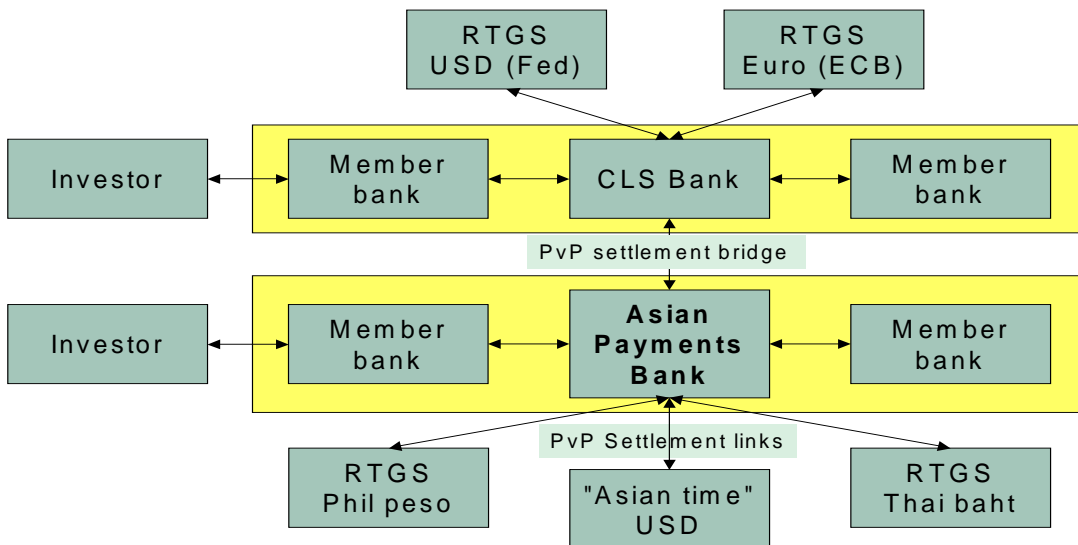 RTGS
USD (Fed)
RTGS
Euro (ECB)
Investor
Member
bank
CLS Bank
Member
bank
PvP settlement bridge
Investor
Member
bank
Asian
Payments
Bank
Member
bank
PvP Settlement links
RTGS
Phil peso
"Asian time"
USD
RTGS
Thai baht